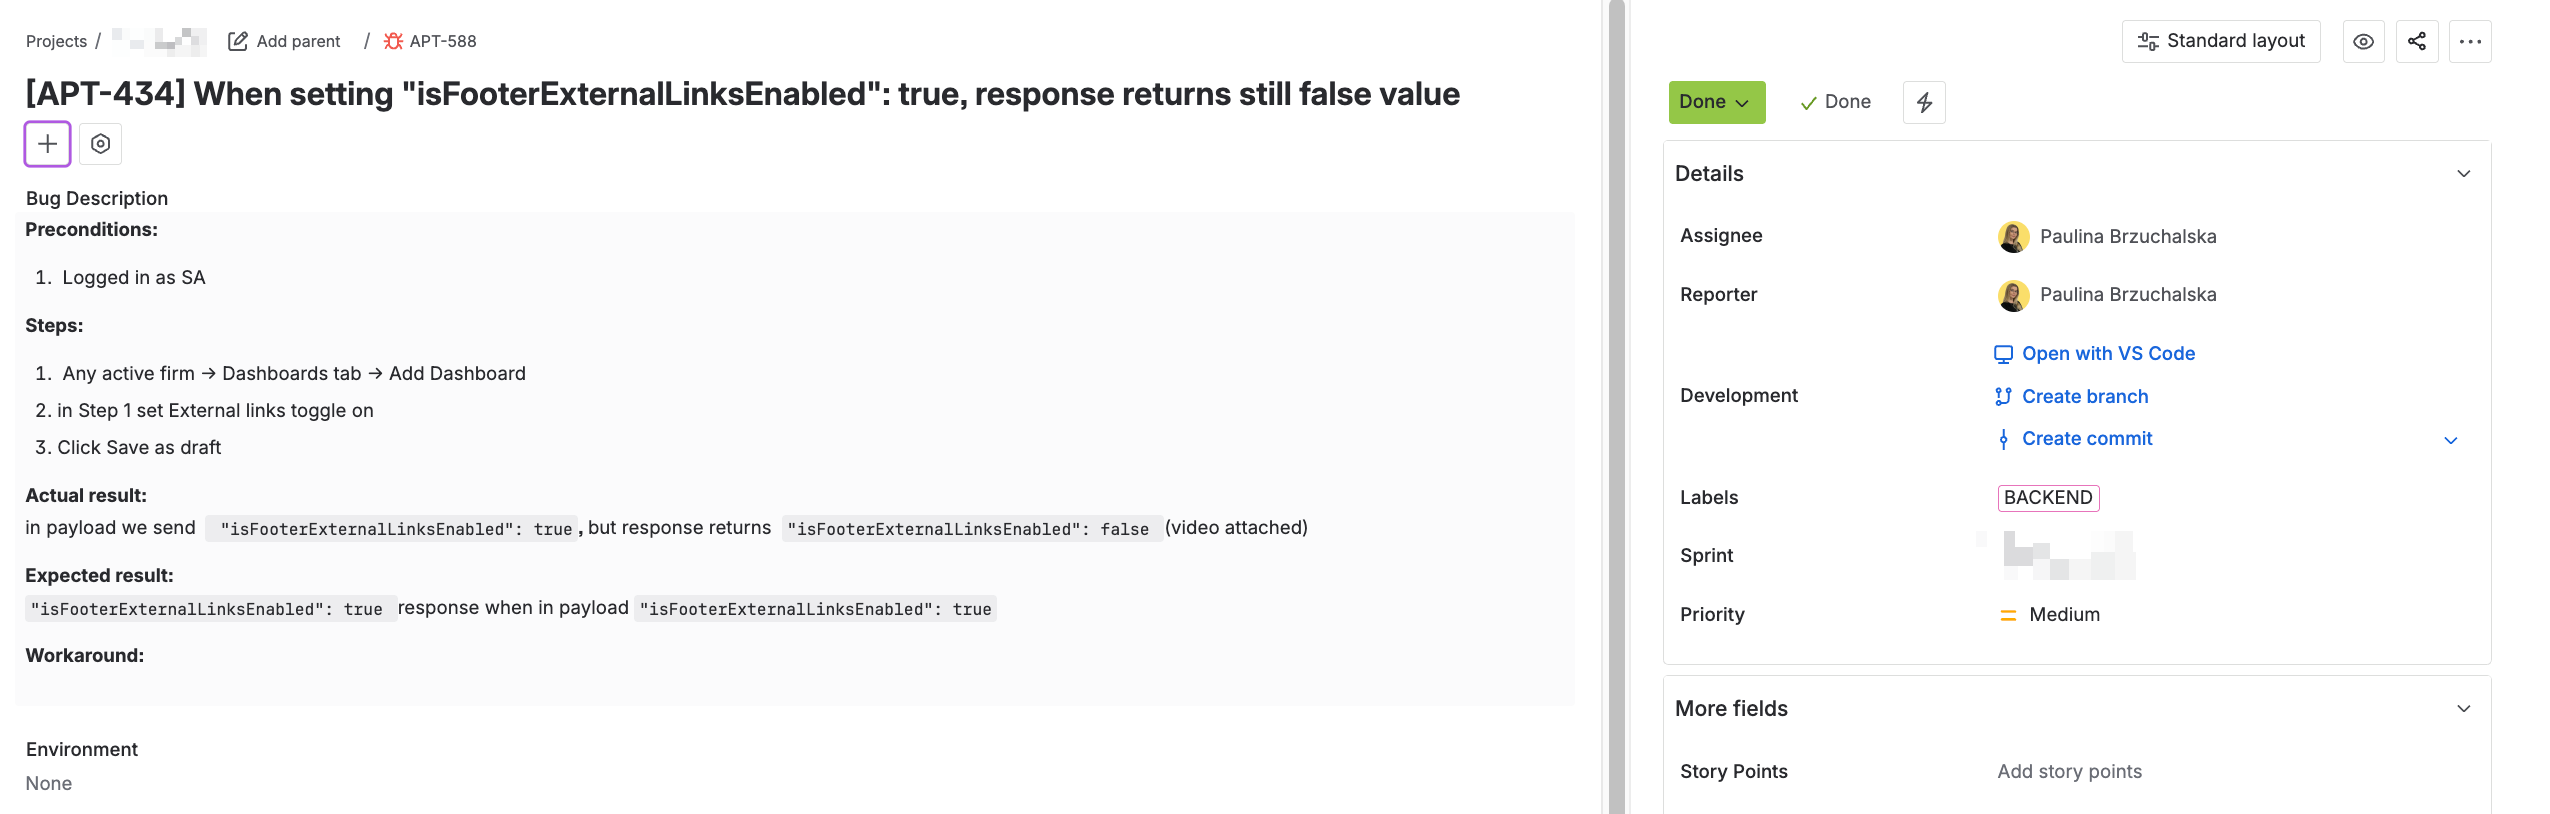 Projects / Add parent / APT-588
[APT-434] When setting "isFooterExternalLinksEnabled": true, response returns still false value
Bug Description
Preconditions:
1. Logged in as SA
Steps:
1. Any active firm → Dashboards tab → Add Dashboard
2. in Step 1 set External links toggle on
3. Click Save as draft
Actual result:
in payload we send "isFooterExternalLinksEnabled": true, but response returns "isFooterExternalLinksEnabled": false (video attached)
Expected result:
"isFooterExternalLinksEnabled": true response when in payload "isFooterExternalLinksEnabled": true
Workaround:
Environment
None
Standard layout
Done
Done
Details
Assignee
Paulina Brzuchalska
Reporter
Paulina Brzuchalska
Development
Open with VS Code
Create branch
Create commit
Labels
BACKEND
Sprint
Priority
Medium
More fields
Story Points
Add story points